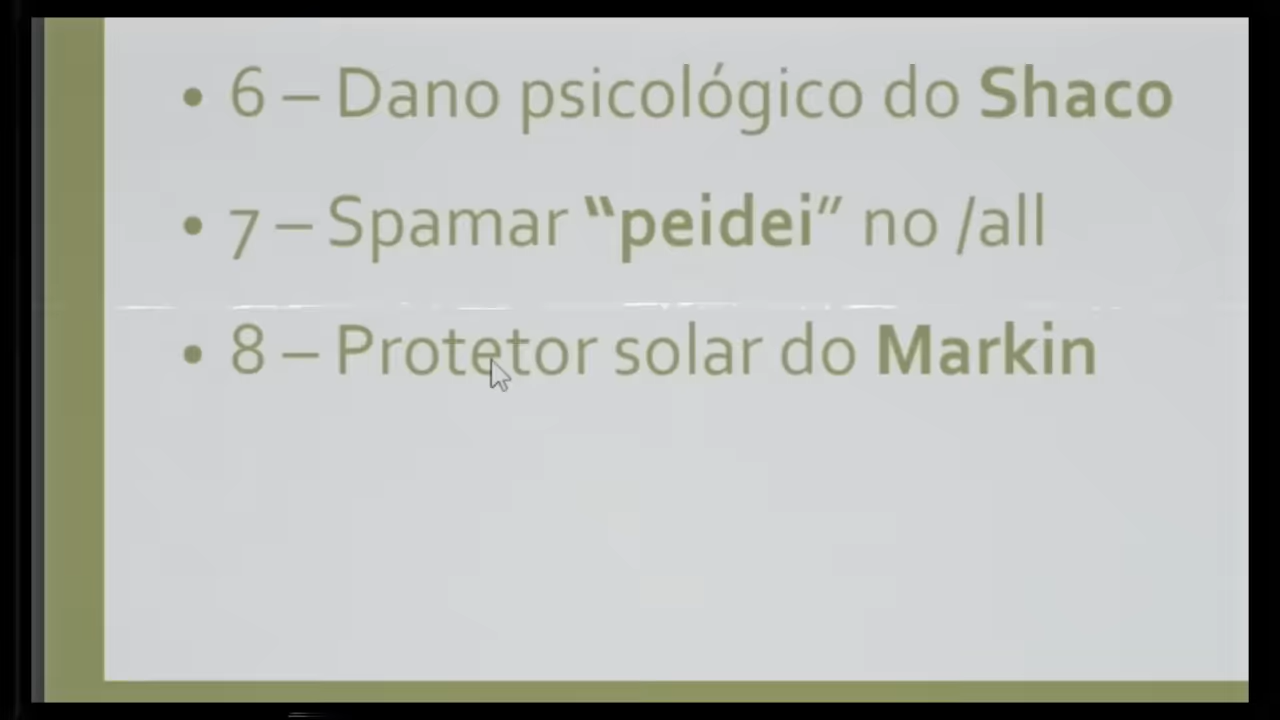 • 6 – Dano psicológico do Shaco
• 7 – Spamar “peidei” no /all
• 8 – Protetor solar do Markin